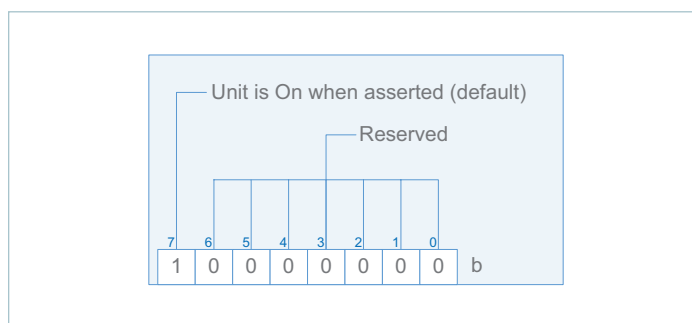 Unit is On when asserted (default)
Reserved
7 6 5 4 3 2 1 0
1 0 0 0 0 0 0 0 b